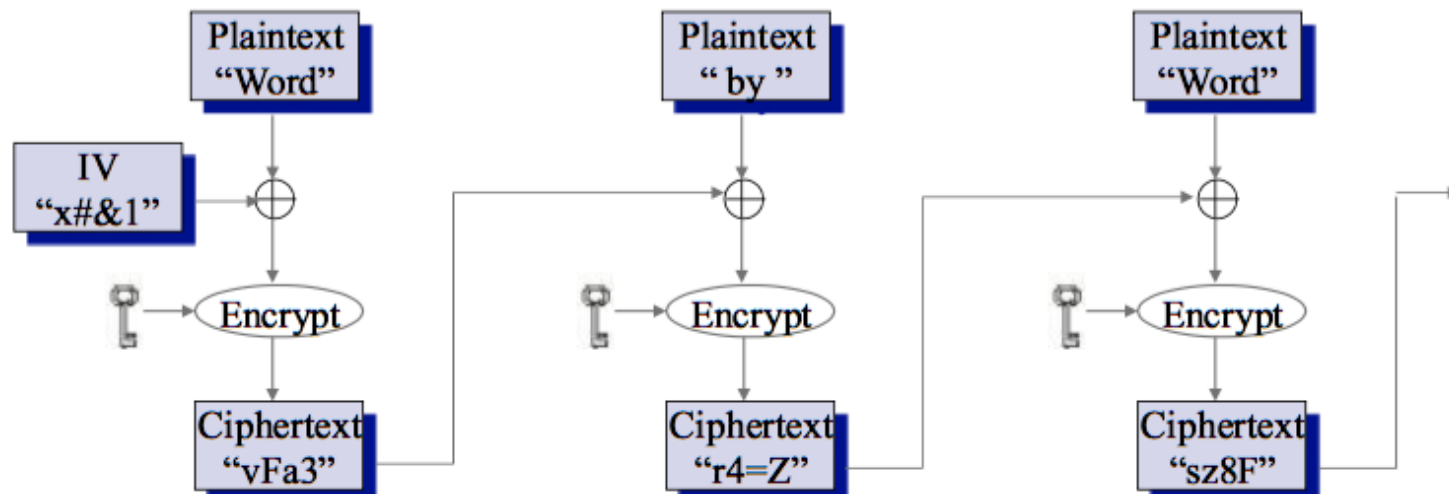 Plaintext
“Word”
Plaintext
“ by ”
Plaintext
“Word”
IV
“x#&1”
Encrypt
Encrypt
Encrypt
Ciphertext
“vFa3”
Ciphertext
“r4=Z”
Ciphertext
“sz8F”